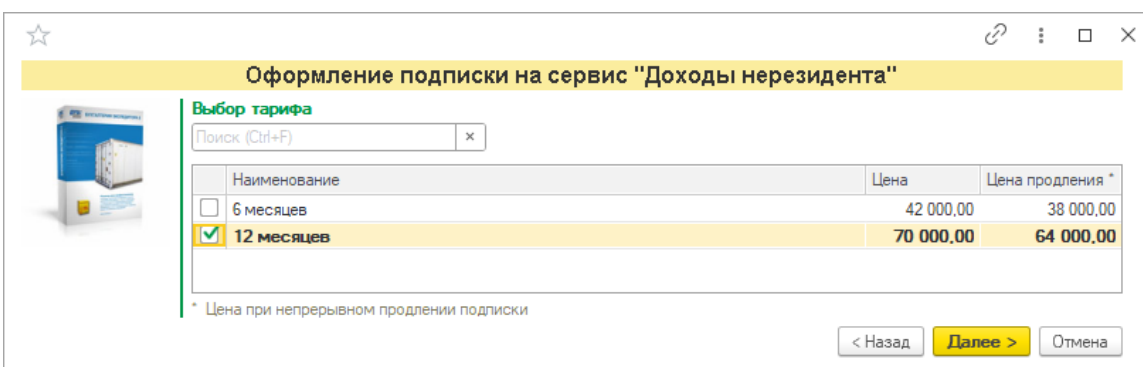 Оформление подписки на сервис "Доходы нерезидента"
Выбор тарифа
Поиск (Ctrl+F) ×
Наименование Цена Цена продления *
6 месяцев 42 000,00 38 000,00
12 месяцев 70 000,00 64 000,00
* Цена при непрерывном продлении подписки
< Назад Далее > Отмена